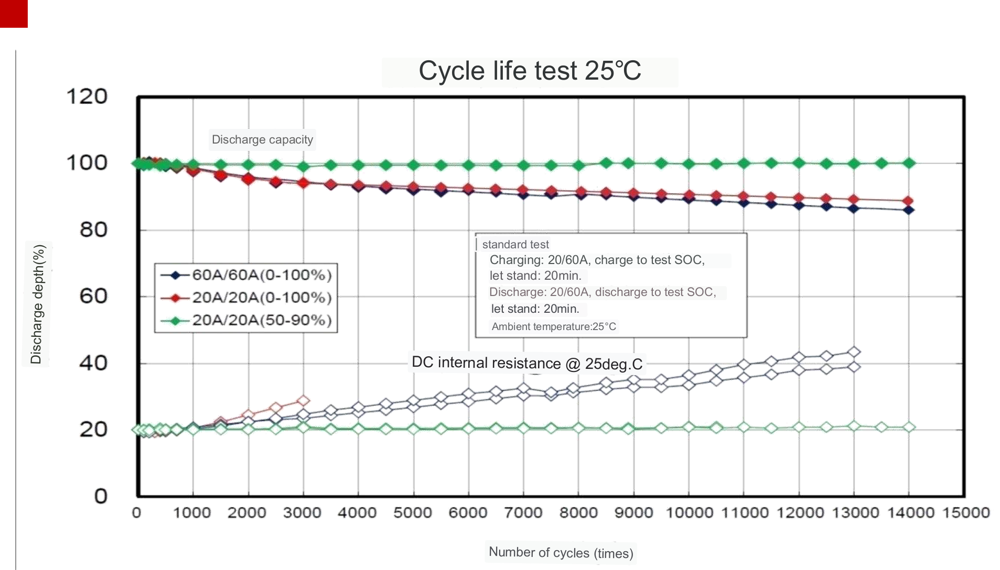 Cycle life test 25℃
120
Discharge capacity
100
80
Discharge depth(%)
standard test
Charging: 20/60A, charge to test SOC,
let stand: 20min.
Discharge: 20/60A, discharge to test SOC,
let stand: 20min.
Ambient temperature:25°C
60A/60A(0-100%)
20A/20A(0-100%)
20A/20A(50-90%)
60
DC internal resistance @ 25deg.C
40
20
0
0 1000 2000 3000 4000 5000 6000 7000 8000 9000 10000 11000 12000 13000 14000 15000
Number of cycles (times)